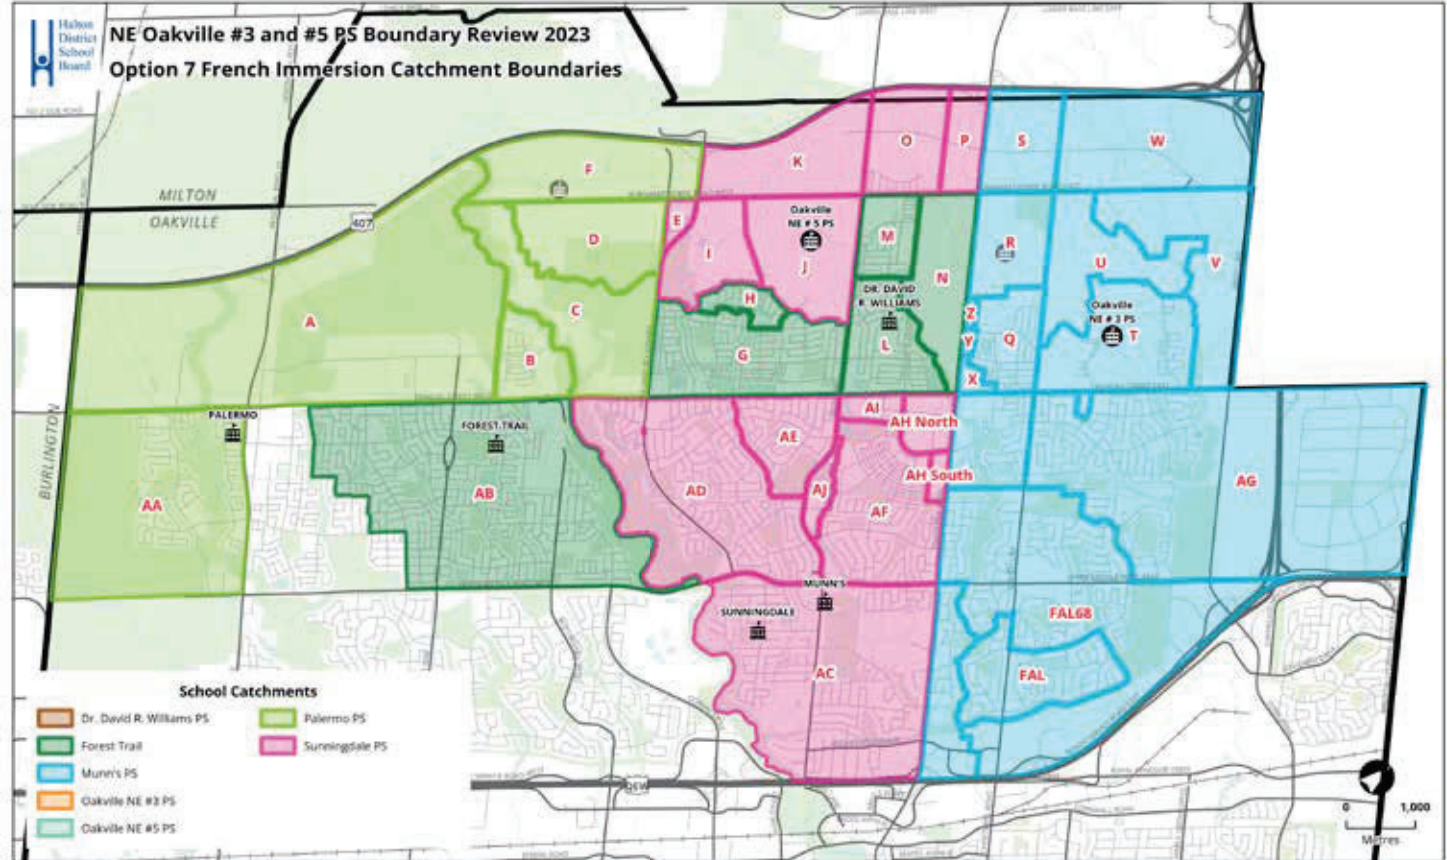 Halton
District
School
Board
NE Oakville #3 and #5 PS Boundary Review 2023
Option 7 French Immersion Catchment Boundaries
MILTON
OAKVILLE
407
BURLINGTON
F
K
O
P
S
W
E
D
I
J
Oakville
NE # 5 PS
M
N
R
U
V
H
DR. DAVID
R. WILLIAMS
Z
Y
X
Q
Oakville
NE # 3 PS
T
A
C
B
G
L
PALERMO
FOREST TRAIL
AI
AH North
AE
AH South
AA
AB
AD
AJ
AF
AG
MUNN'S
SUNNINGDALE
FAL68
FAL
AC
QEW
School Catchments
Dr. David R. Williams PS
Forest Trail
Munn's PS
Oakville NE #3 PS
Oakville NE #5 PS
Palermo PS
Sunningdale PS
0 1,000
Metres